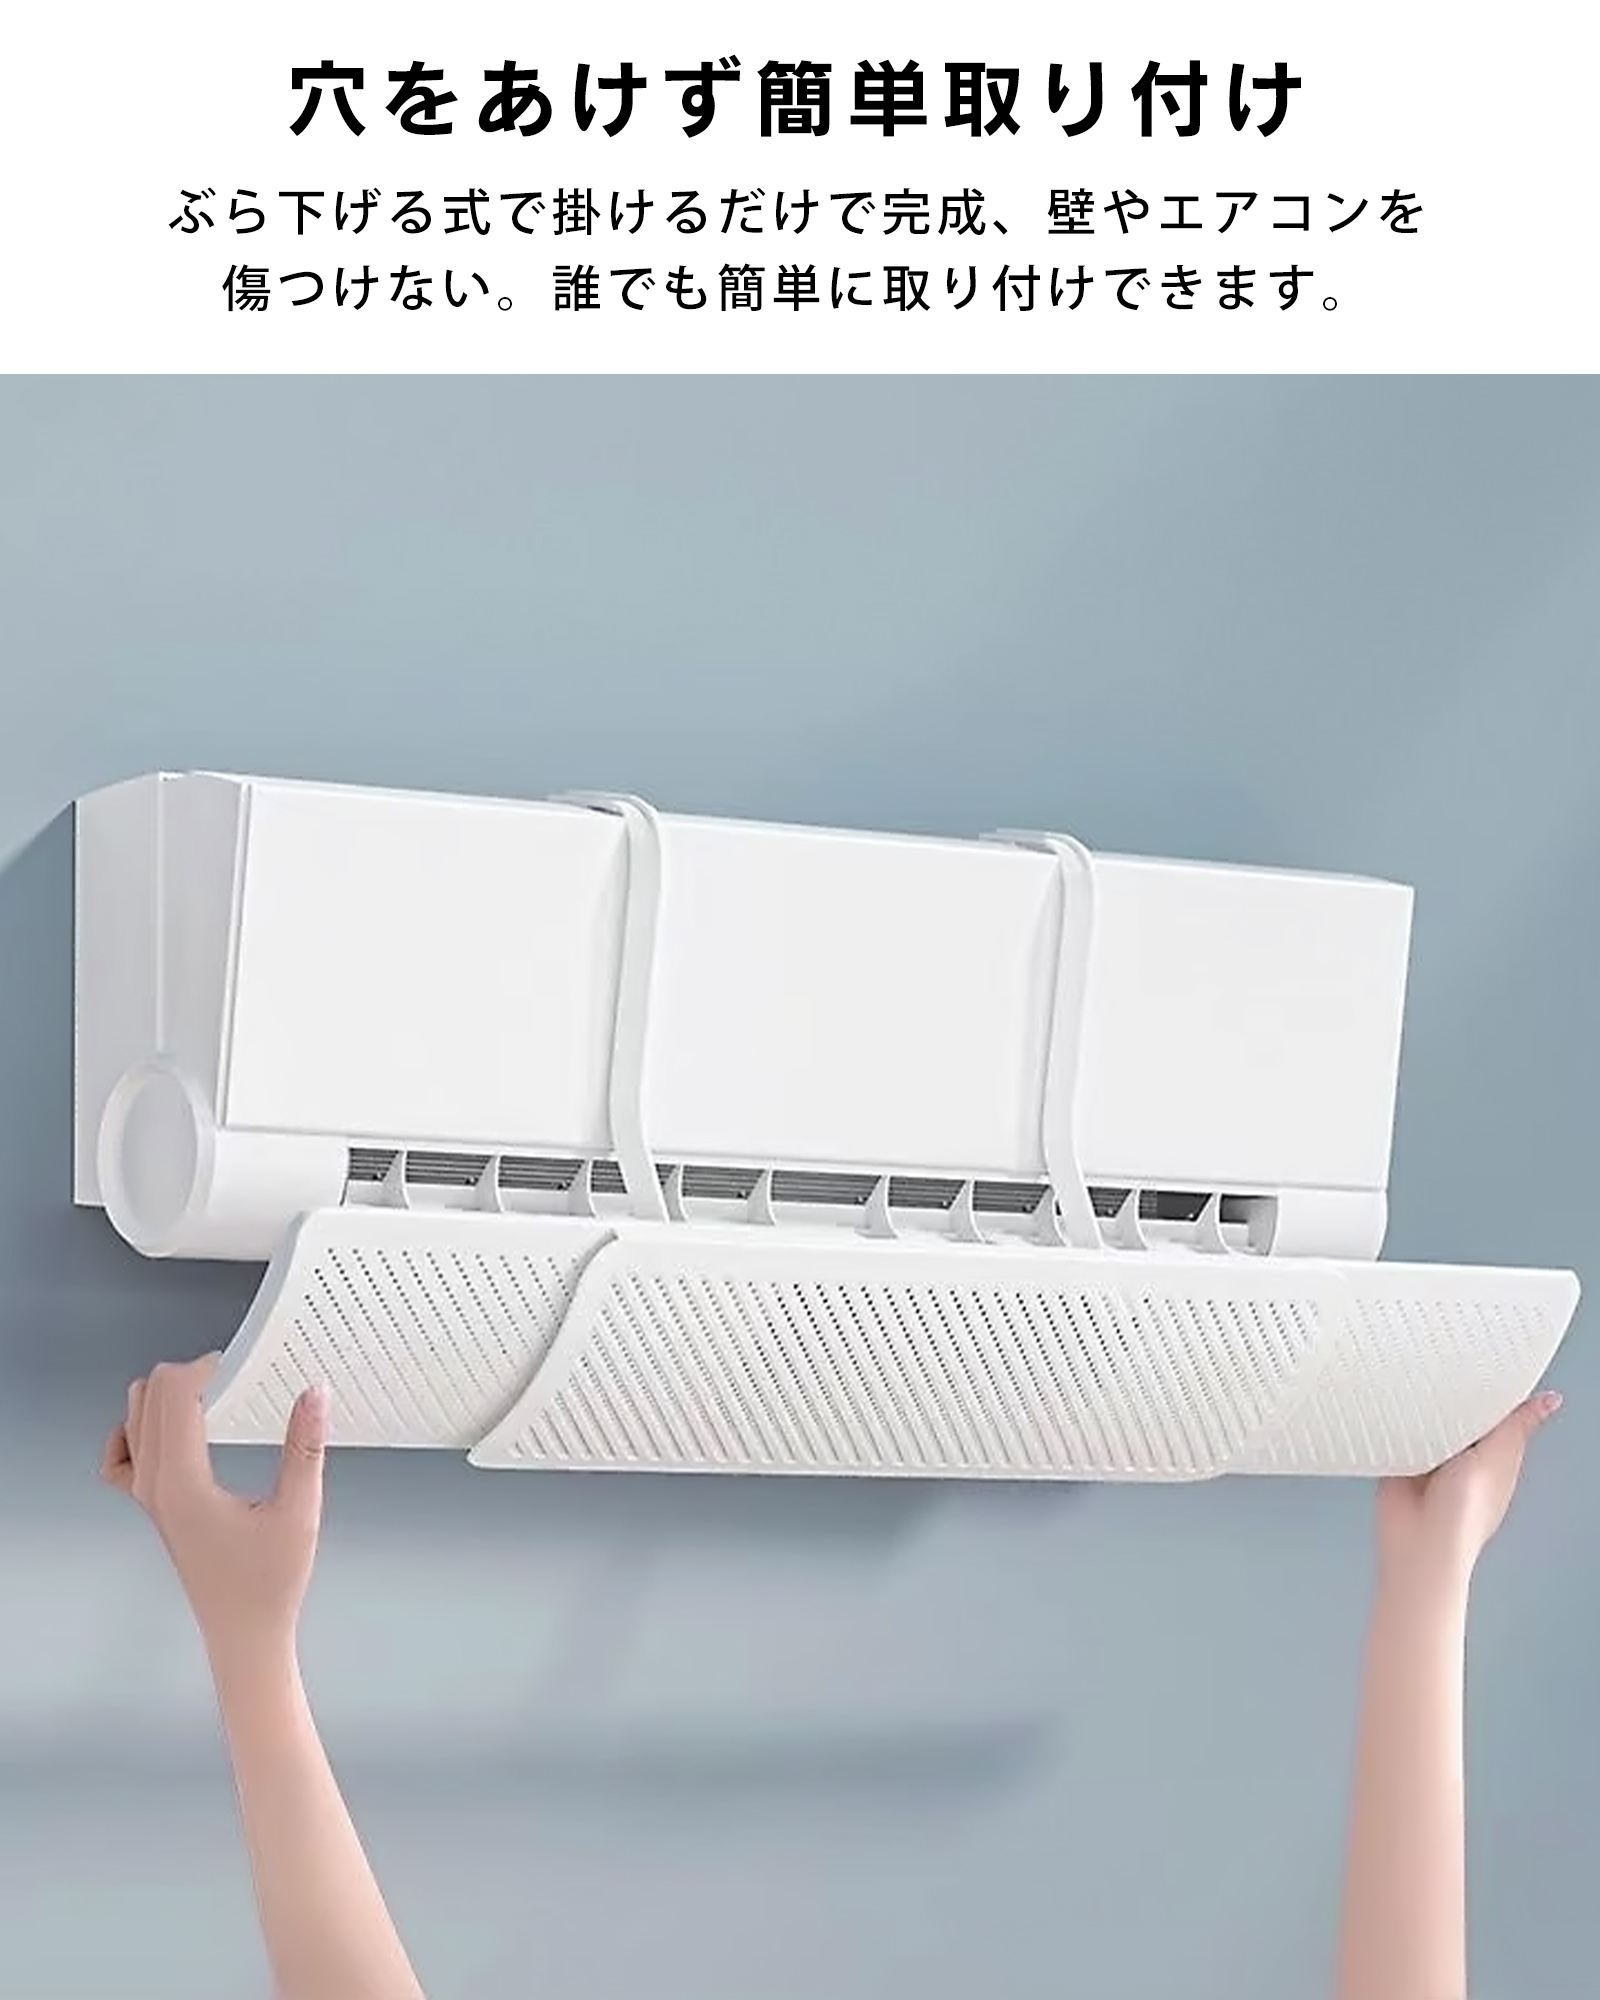 穴をあけず簡単取り付け
ぶら下げる式で掛けるだけで完成、壁やエアコンを
傷つけない。誰でも簡単に取り付けできます。